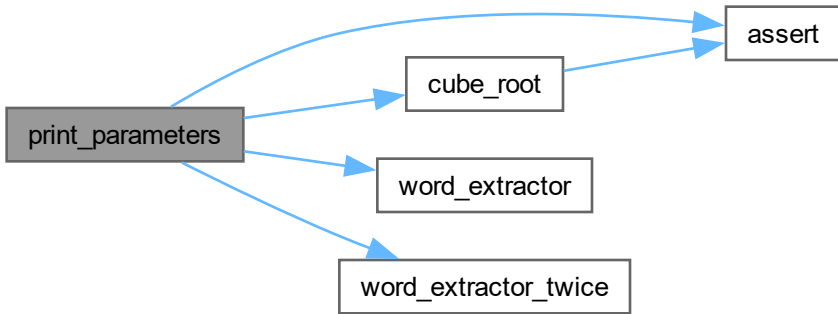 assert
cube_root
print_parameters
word_extractor
word_extractor_twice